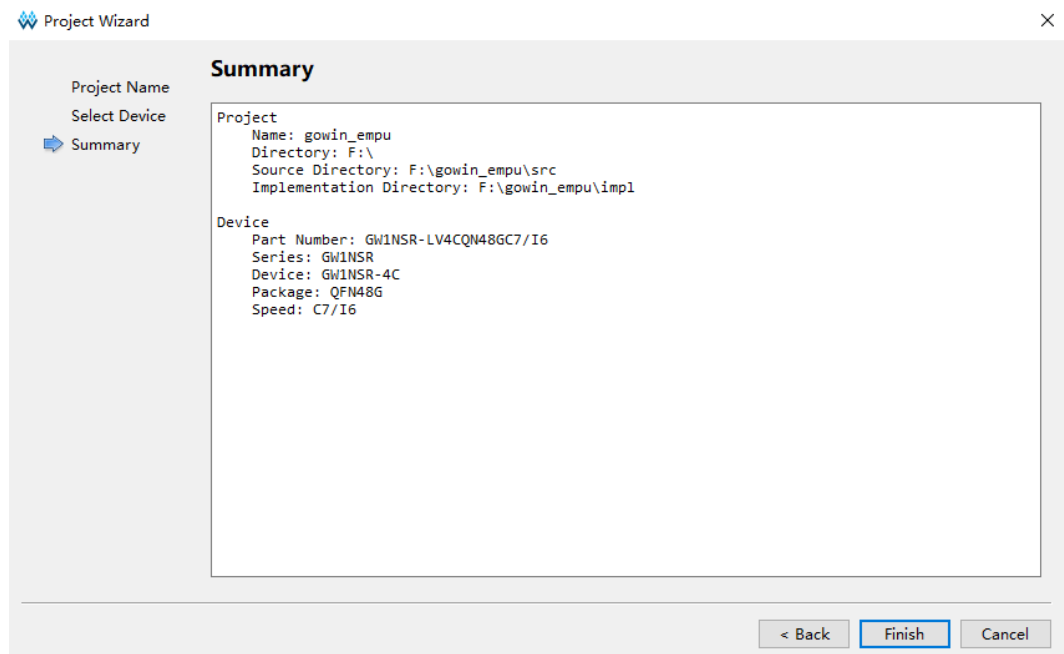 Project Wizard
Project Name
Select Device
Summary
Summary
Project
Name: gowin_empu
Directory: F:\
Source Directory: F:\gowin_empu\src
Implementation Directory: F:\gowin_empu\impl
Device
Part Number: GW1NSR-LV4CQN48GC7/I6
Series: GW1NSR
Device: GW1NSR-4C
Package: QFN48G
Speed: C7/I6
< Back
Finish
Cancel